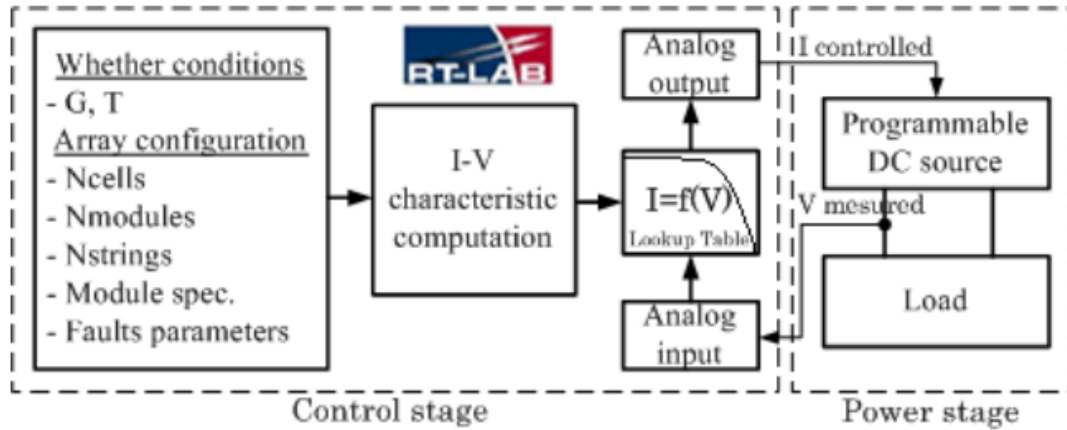 Whether conditions
- G, T
Array configuration
- Ncells
- Nmodules
- Nstrings
- Module spec.
- Faults parameters
RT-LAB
I-V
characteristic
computation
Analog
output
I=f(V)
Lookup Table
Analog
input
Control stage
I controlled
Programmable
DC source
V mesured
Load
Power stage